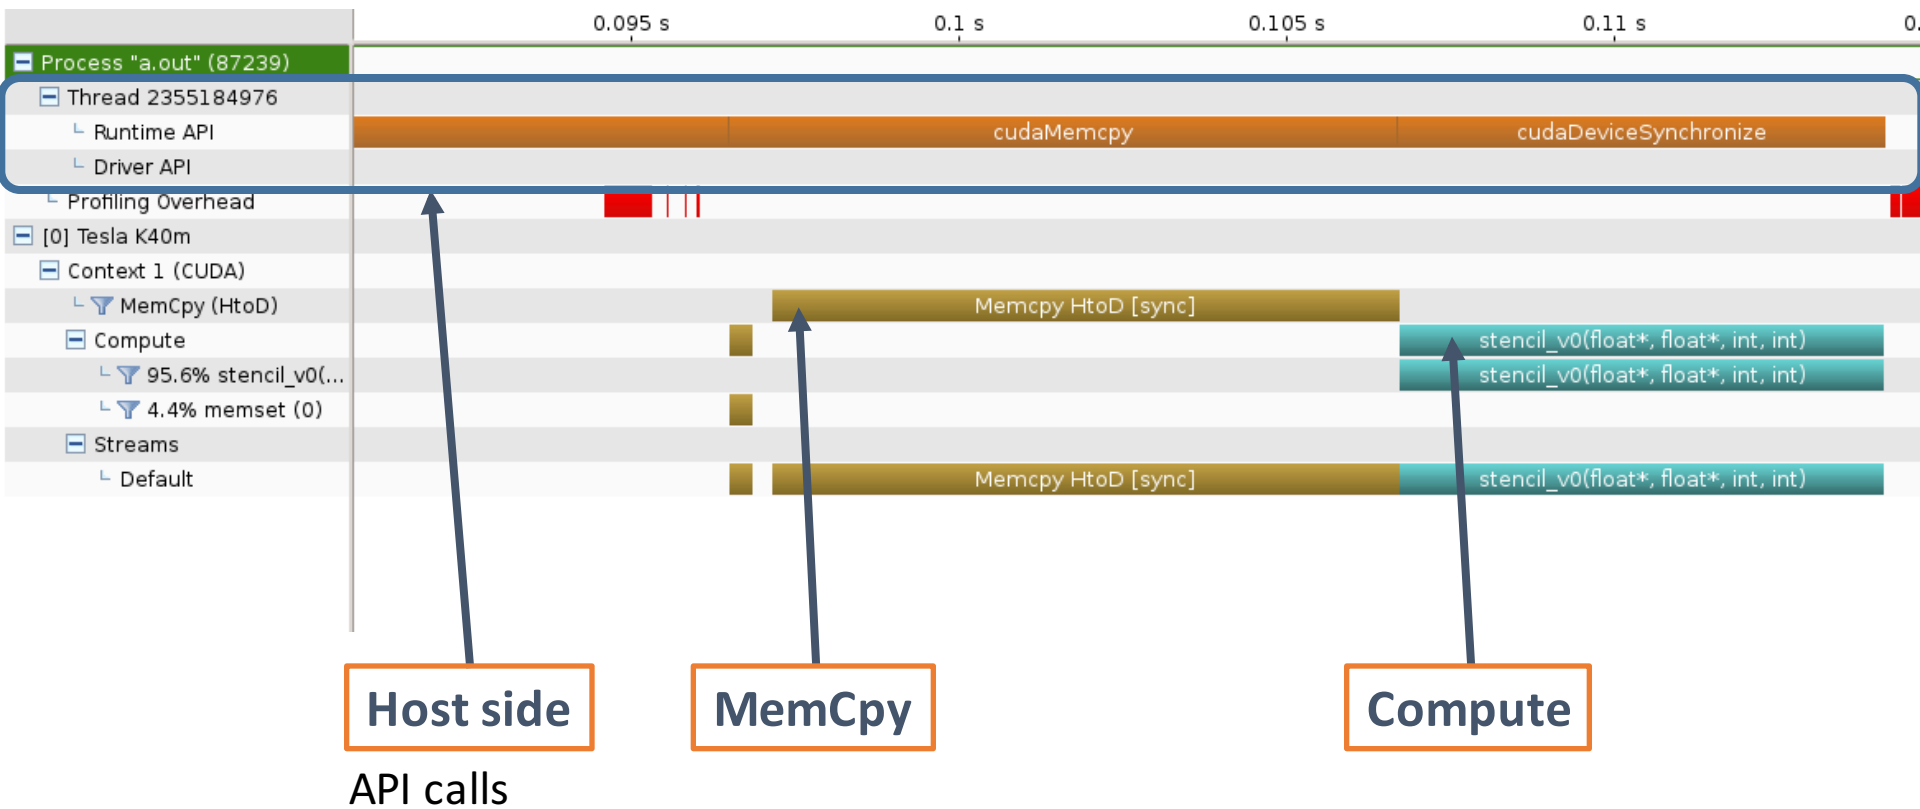 0.095 s 0.1 s 0.105 s 0.11 s 0.
Process "a.out" (87239)
Thread 2355184976
Runtime API cudaMemcpy cudaDeviceSynchronize
Driver API
Profiling Overhead
[0] Tesla K40m
Context 1 (CUDA)
MemCpy (HtoD) Memcpy HtoD [sync]
Compute stencil_v0(float*, float*, int, int)
95.6% stencil_v0(... stencil_v0(float*, float*, int, int)
4.4% memset (0)
Streams
Default Memcpy HtoD [sync] stencil_v0(float*, float*, int, int)
Host side MemCpy Compute
API calls